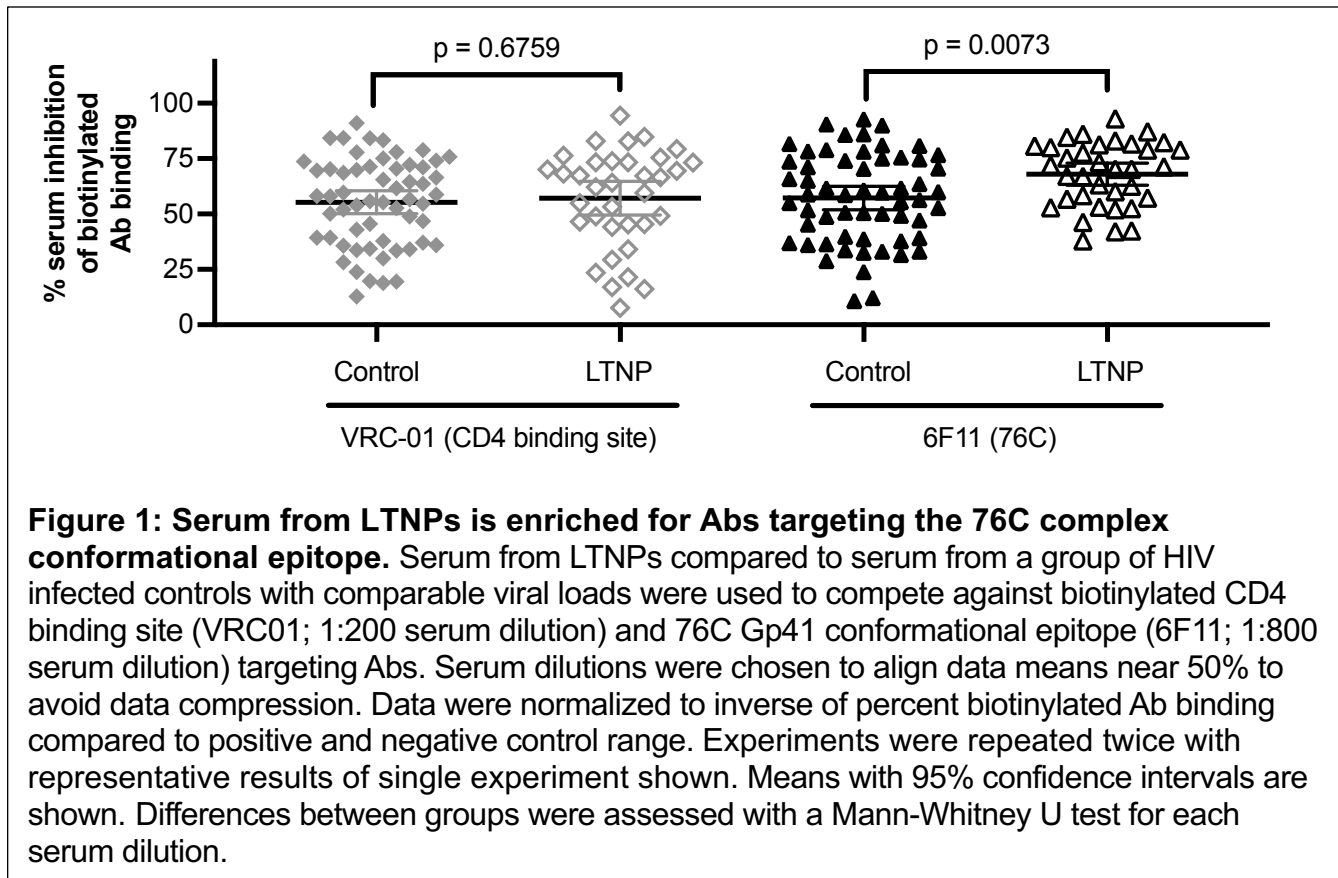 p = 0.6759
p = 0.0073
% serum inhibition
of biotinylated
Ab binding
100
75
50
25
0
Control
LTNP
Control
LTNP
VRC-01 (CD4 binding site)
6F11 (76C)
Figure 1: Serum from LTNPs is enriched for Abs targeting the 76C complex
conformational epitope. Serum from LTNPs compared to serum from a group of HIV
infected controls with comparable viral loads were used to compete against biotinylated CD4
binding site (VRC01; 1:200 serum dilution) and 76C Gp41 conformational epitope (6F11; 1:800
serum dilution) targeting Abs. Serum dilutions were chosen to align data means near 50% to
avoid data compression. Data were normalized to inverse of percent biotinylated Ab binding
compared to positive and negative control range. Experiments were repeated twice with
representative results of single experiment shown. Means with 95% confidence intervals are
shown. Differences between groups were assessed with a Mann-Whitney U test for each
serum dilution.